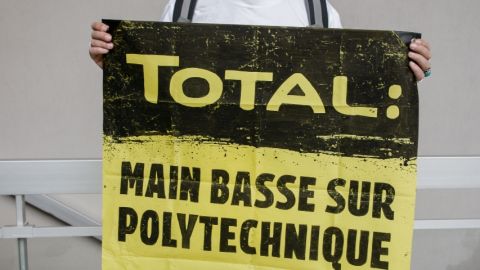 TOTAL:
MAIN BASSE SUR
POLYTECHNIQUE